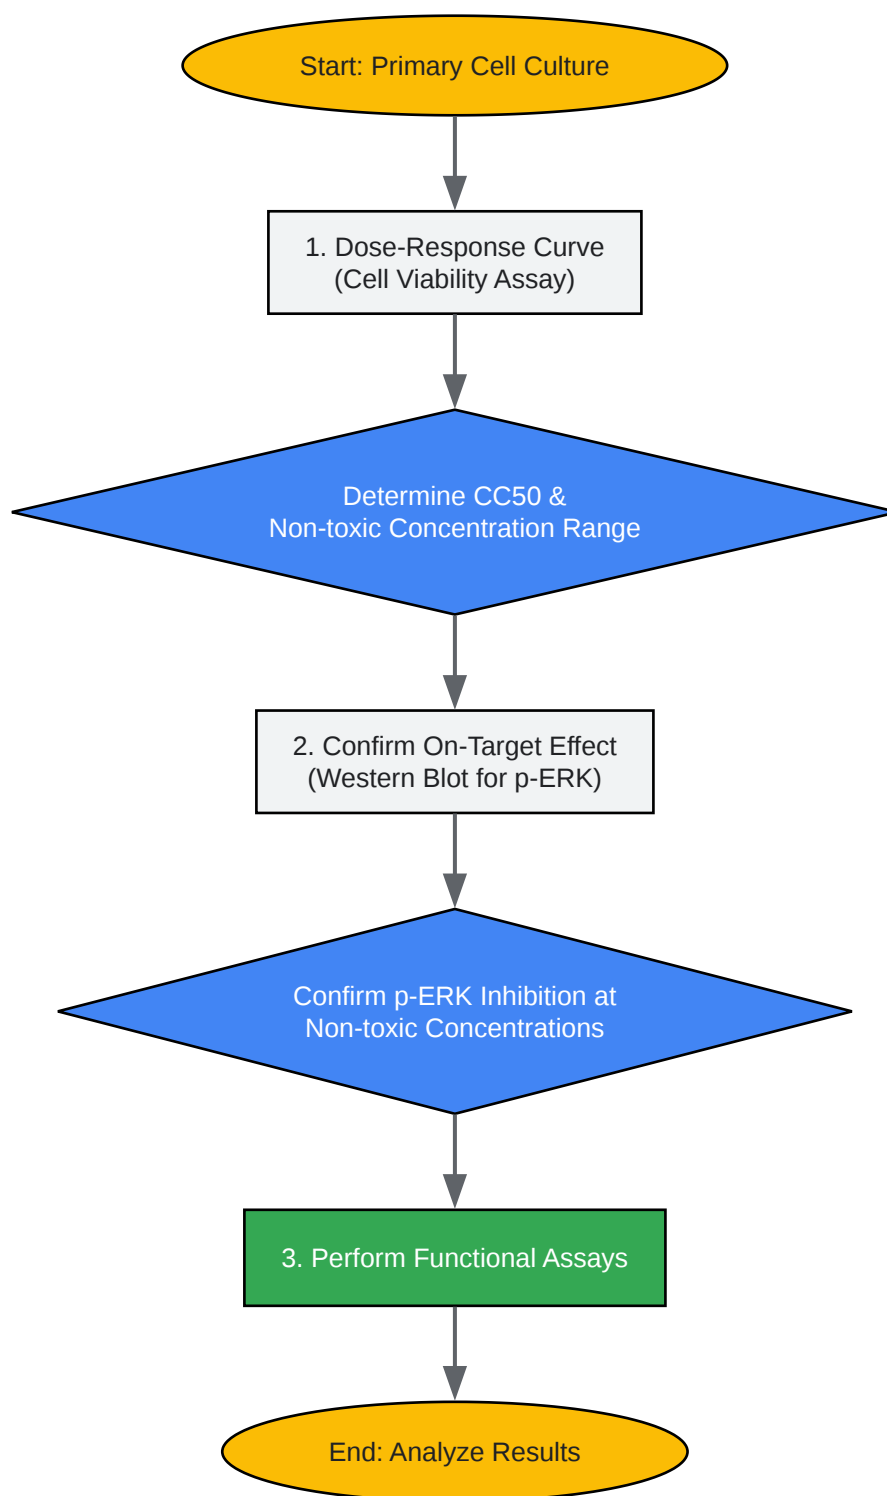 Start: Primary Cell Culture
1. Dose-Response Curve
(Cell Viability Assay)
Determine CC50 &
Non-toxic Concentration Range
2. Confirm On-Target Effect
(Western Blot for p-ERK)
Confirm p-ERK Inhibition at
Non-toxic Concentrations
3. Perform Functional Assays
End: Analyze Results